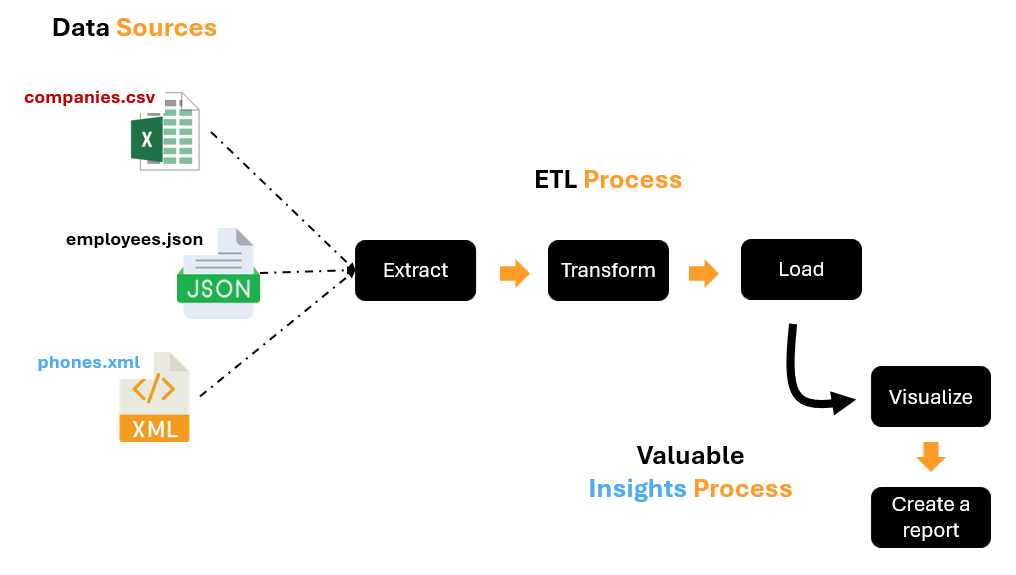 Data Sources
companies.csv
X
employees.json
JSON
phones.xml
</>
XML
ETL Process
Extract
Transform
Load
Visualize
Valuable
Insights Process
Create a
report